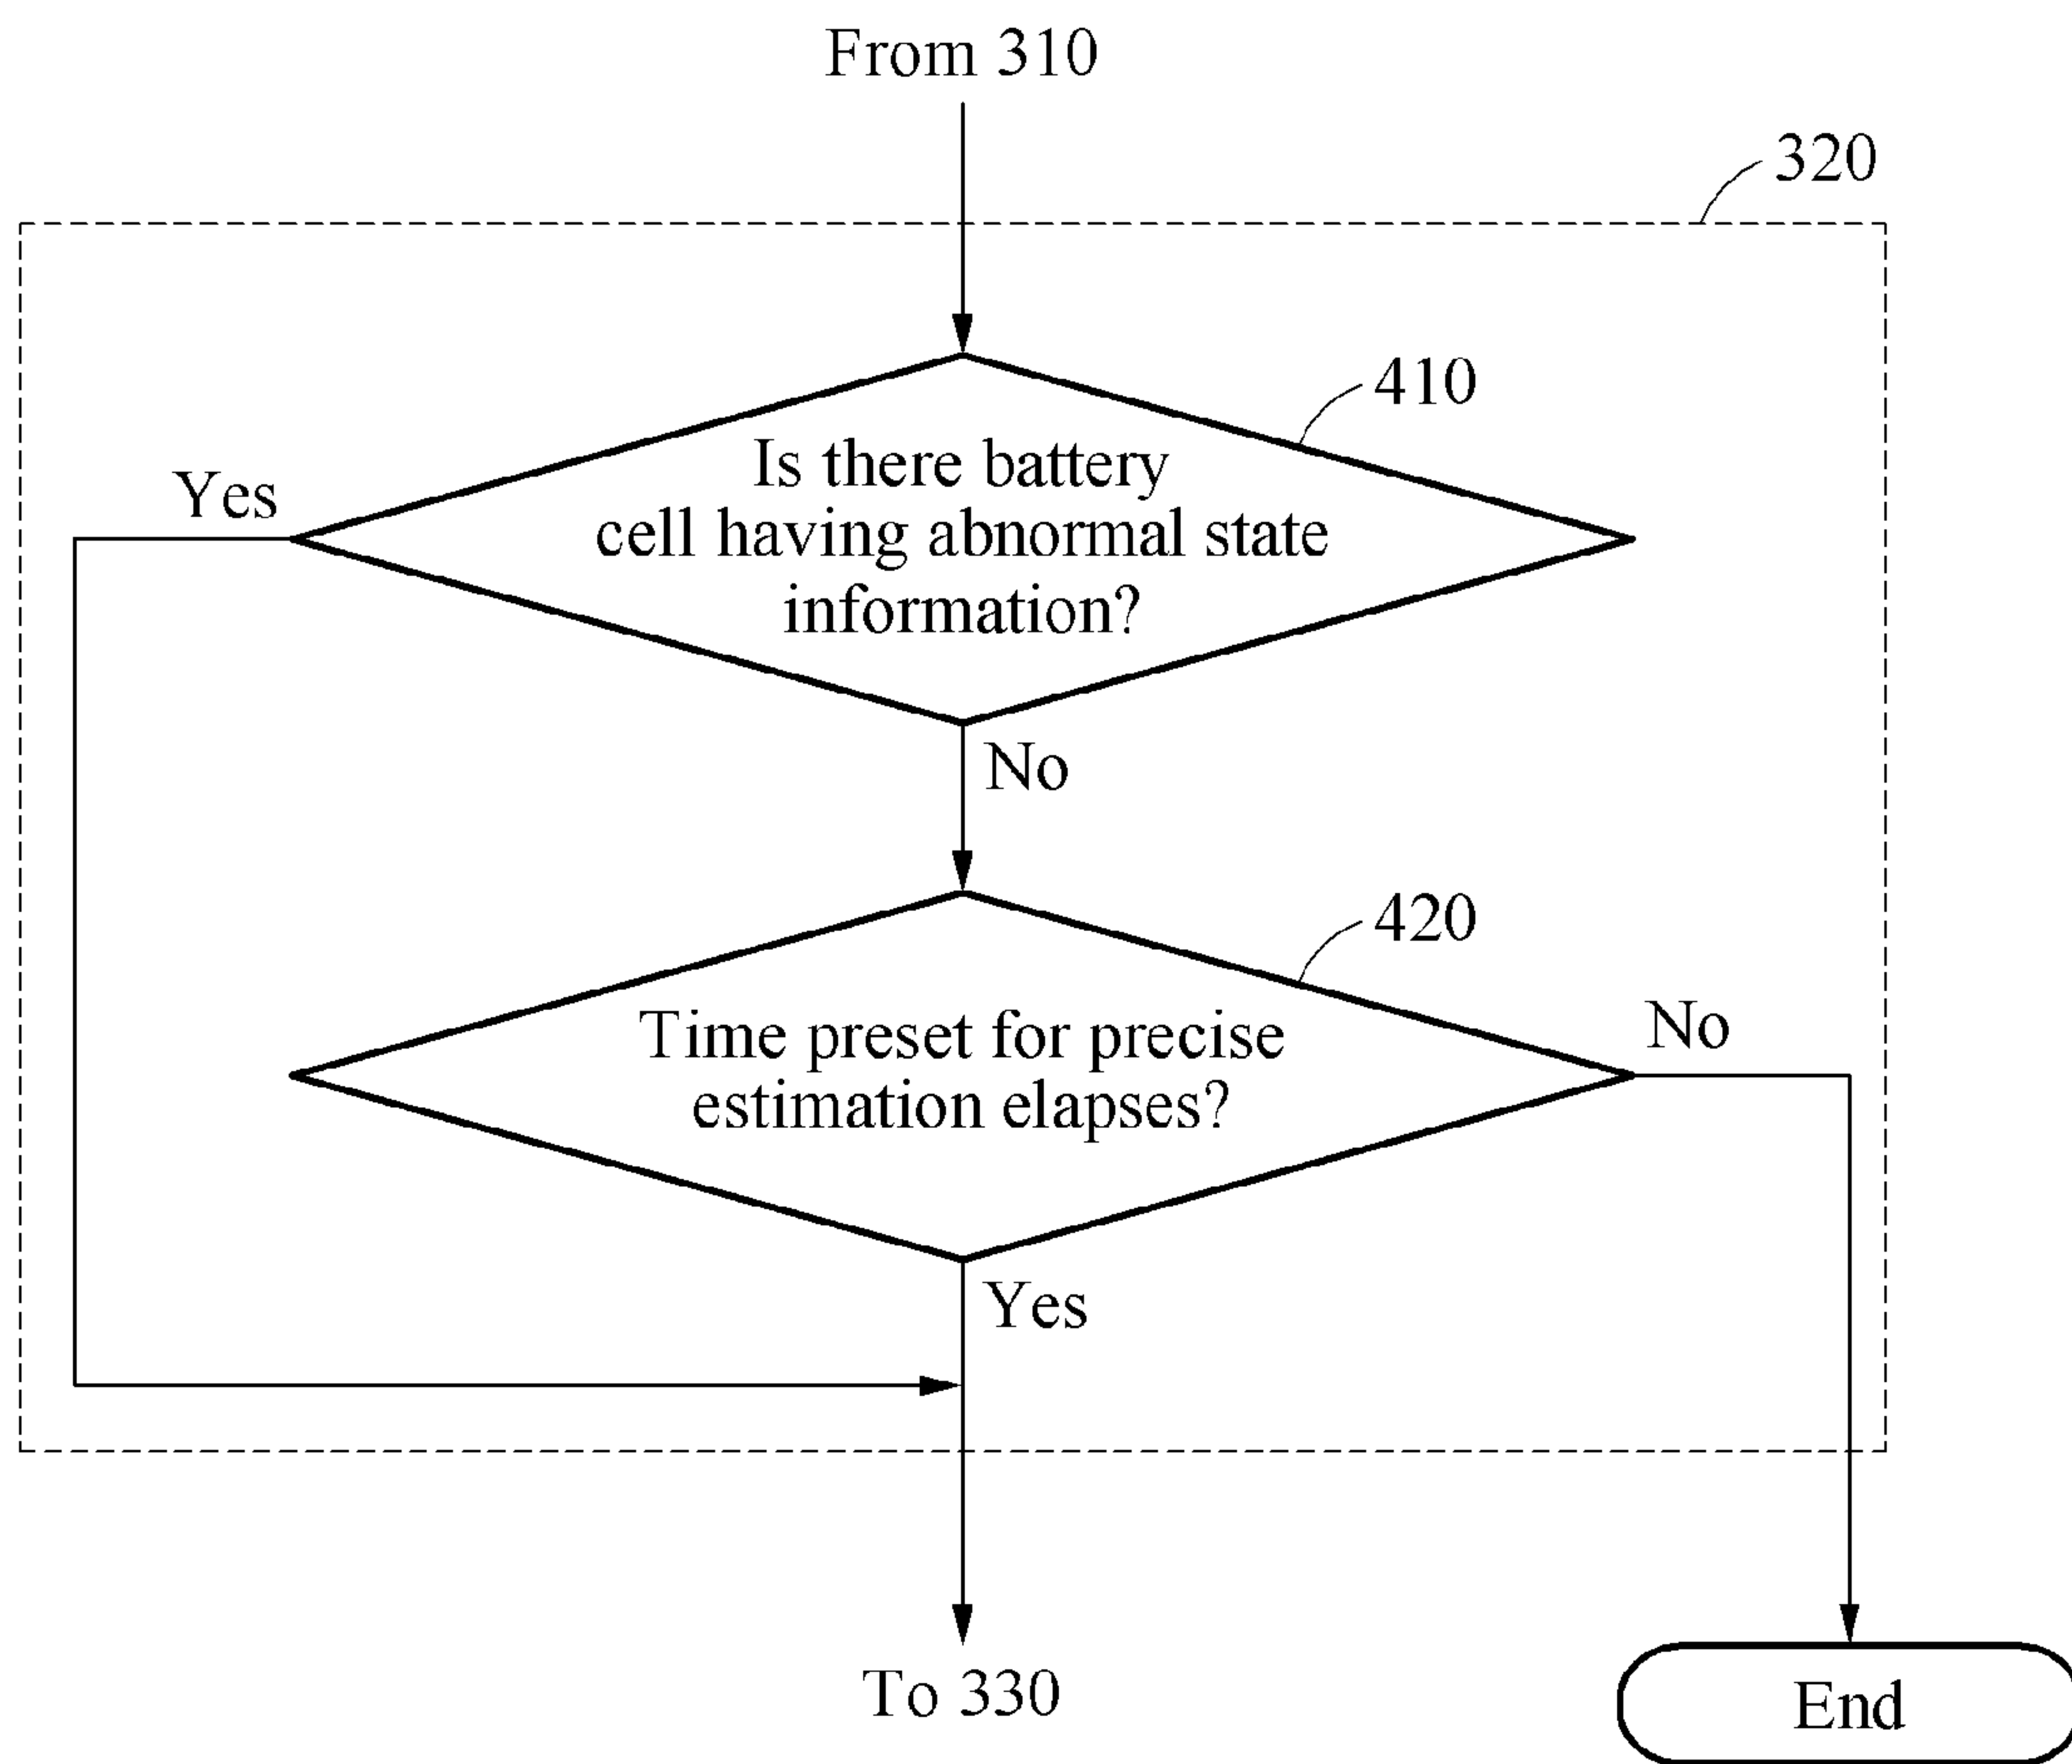 From 310
320
410
Is there battery
cell having abnormal state
information?
Yes
No
420
Time preset for precise
estimation elapses?
No
Yes
To 330
End